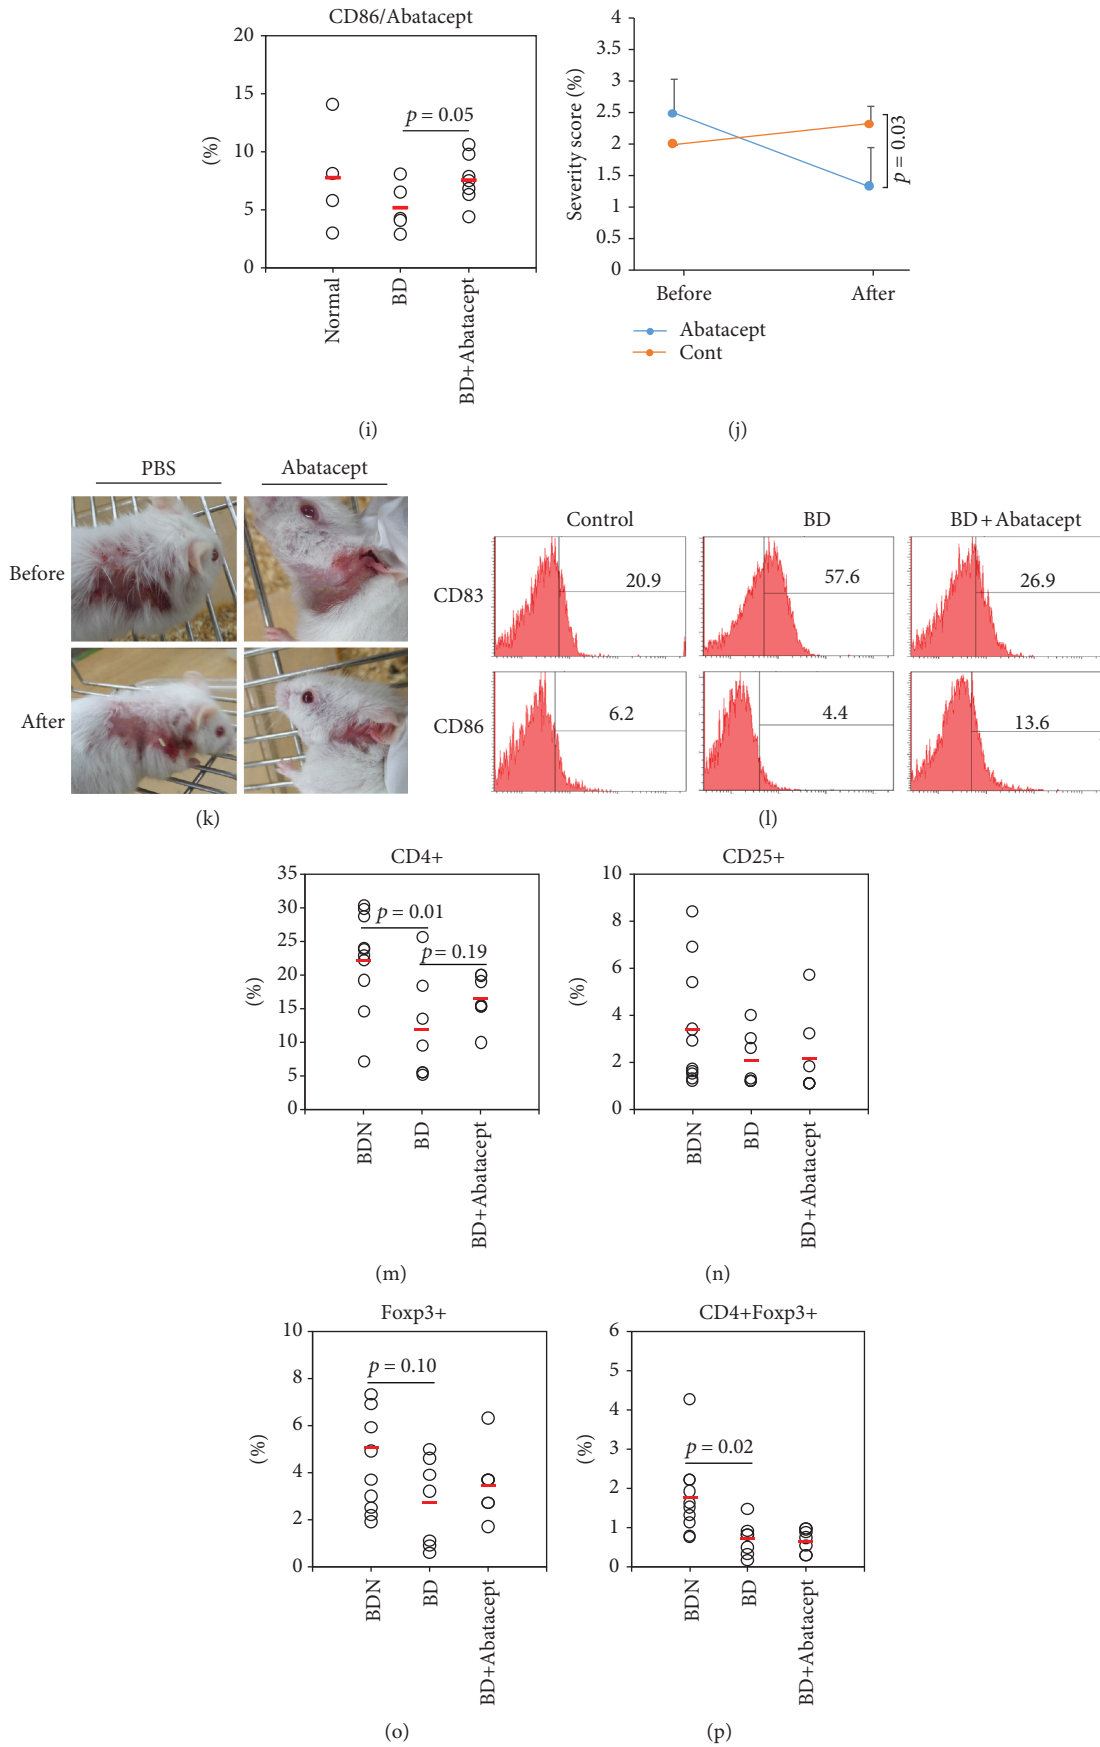 CD86/Abatacept
20
15
10
5
0
(%)
p = 0.05
Normal
BD
BD+Abatacept
(i)
4
3.5
3
2.5
2
1.5
1
0.5
0
Severity score (%)
p = 0.03
Before
After
Abatacept
Cont
(j)
PBS
Abatacept
Before
After
(k)
Control
BD
BD + Abatacept
CD83
20.9
57.6
26.9
CD86
6.2
4.4
13.6
(l)
CD4+
35
30
25
20
15
10
5
0
(%)
p = 0.01
p = 0.19
BDN
BD
BD+Abatacept
(m)
CD25+
10
8
6
4
2
0
(%)
BDN
BD
BD+Abatacept
(n)
Foxp3+
10
8
6
4
2
0
(%)
p = 0.10
BDN
BD
BD+Abatacept
(o)
CD4+Foxp3+
6
5
4
3
2
1
0
(%)
p = 0.02
BDN
BD
BD+Abatacept
(p)